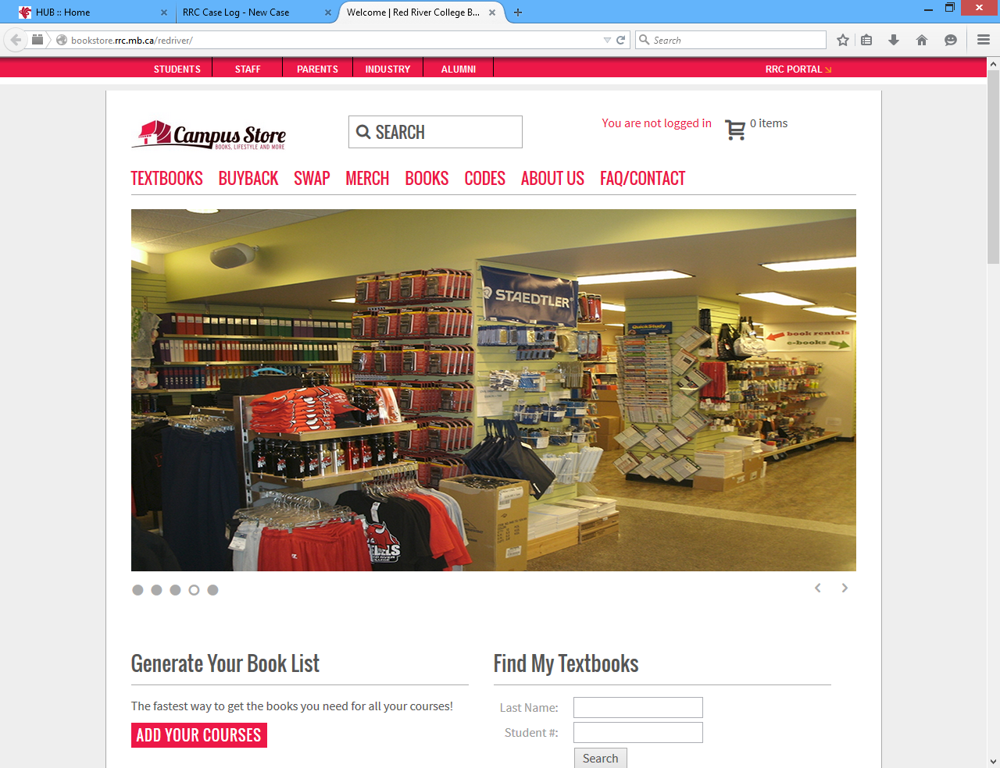 HUB :: Home
RRC Case Log - New Case
Welcome | Red River College B...
bookstore.rrc.mb.ca/redriver/
Search
STUDENTS
STAFF
PARENTS
INDUSTRY
ALUMNI
RRC PORTAL
Campus Store
BOOKS, LIFESTYLE AND MORE
SEARCH
You are not logged in
0 items
TEXTBOOKS
BUYBACK
SWAP
MERCH
BOOKS
CODES
ABOUT US
FAQ/CONTACT
STAEDTLER
QuickStudy
book rentals
e-books
Generate Your Book List
The fastest way to get the books you need for all your courses!
ADD YOUR COURSES
Find My Textbooks
Last Name:
Student #:
Search